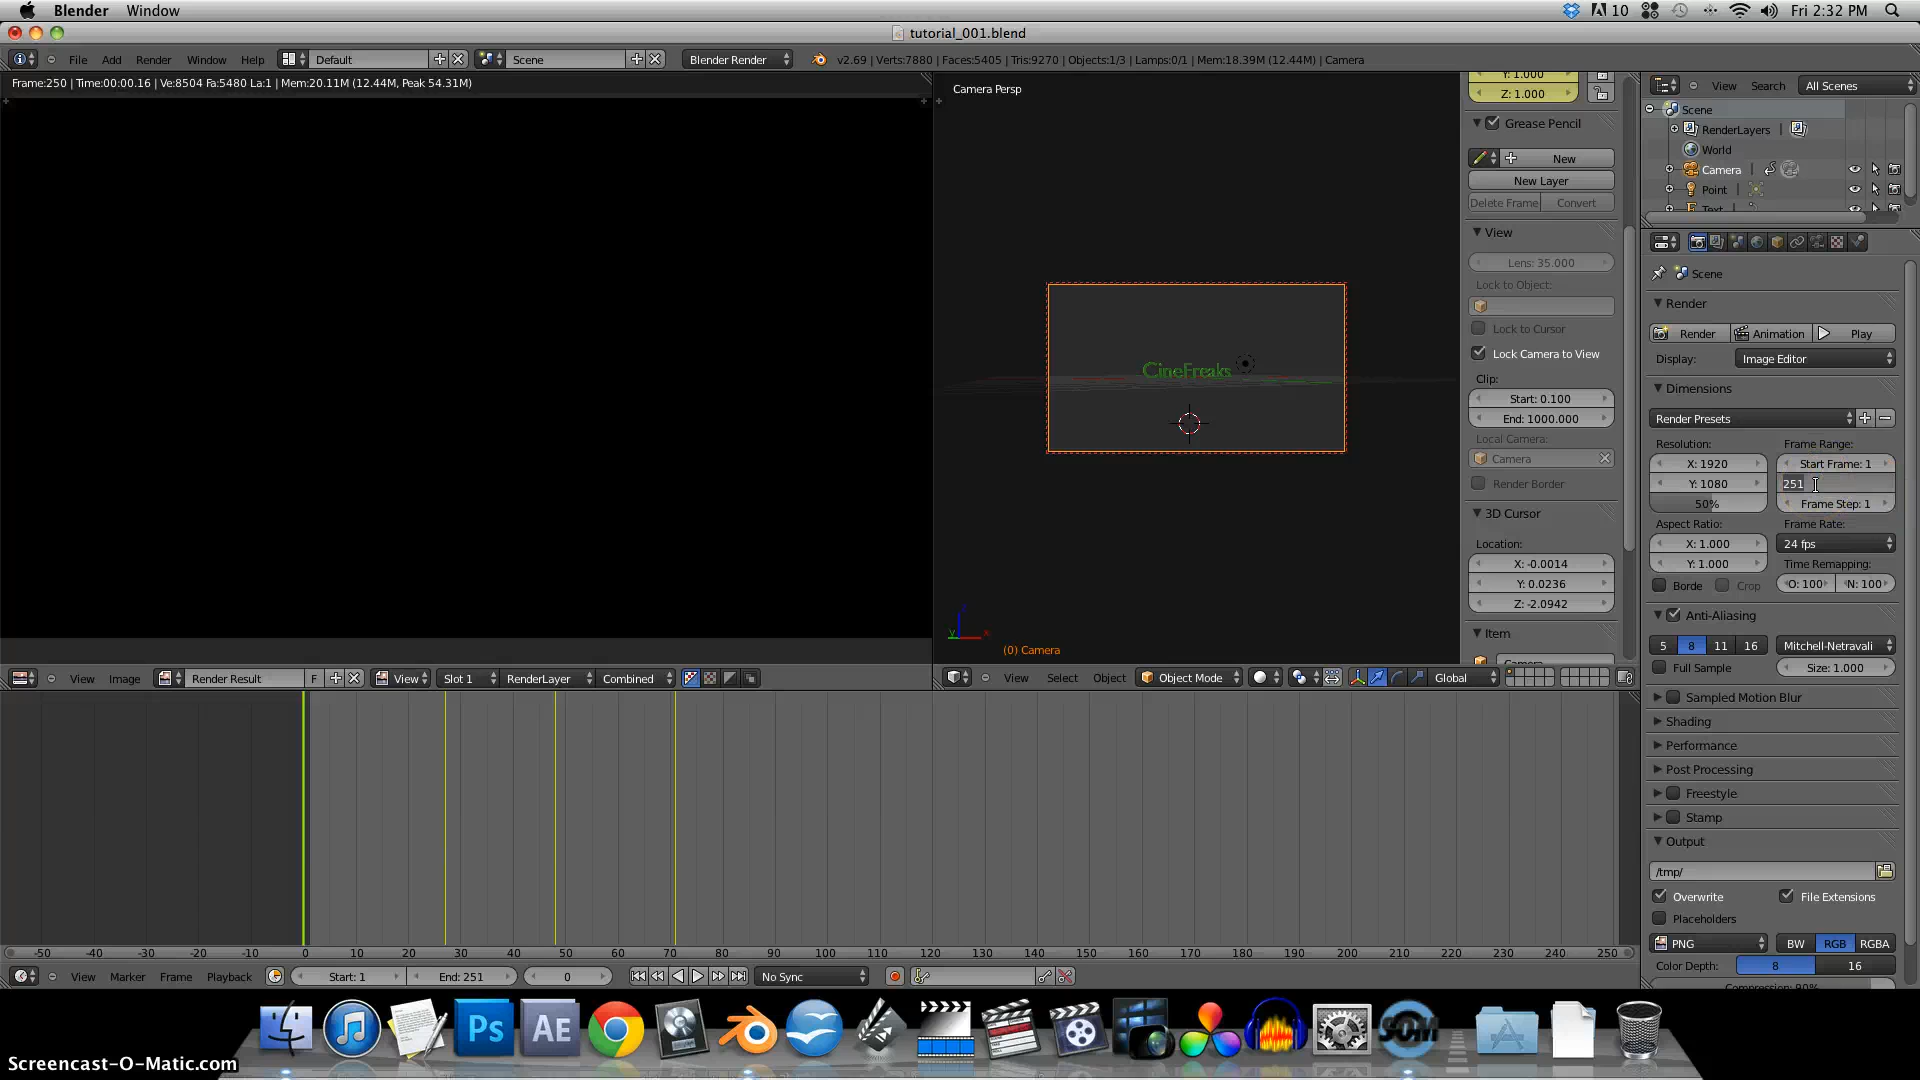 Blender Window
10 Fri 2:32 PM
tutorial_001.blend
File Add Render Window Help Default Scene Blender Render v2.69 | Verts:7880 | Faces:5405 | Tris:9270 | Objects:1/3 | Lamps:0/1 | Mem:18.39M (12.44M) | Camera
Frame:250 | Time:00:00.16 | Ve:8504 Fa:5480 La:1 | Mem:20.11M (12.44M, Peak 54.31M)
Camera Persp
CineFreaks
(0) Camera
Y: 1.000
Z: 1.000
Grease Pencil
New
New Layer
Delete Frame Convert
View
Lens: 35.000
Lock to Object:
Lock to Cursor
Lock Camera to View
Clip:
Start: 0.100
End: 1000.000
Local Camera:
Camera
Render Border
3D Cursor
Location:
X: -0.0014
Y: 0.0236
Z: -2.0942
Item
Camera
View Search All Scenes
Scene
RenderLayers |
World
Camera |
Point |
Text
Scene
Render
Render Animation Play
Display: Image Editor
Dimensions
Render Presets
Resolution: Frame Range:
X: 1920 Start Frame: 1
Y: 1080 251
50% Frame Step: 1
Aspect Ratio: Frame Rate:
X: 1.000 24 fps
Y: 1.000 Time Remapping:
Borde Crop O: 100 N: 100
Anti-Aliasing
5 8 11 16 Mitchell-Netravali
Full Sample Size: 1.000
Sampled Motion Blur
Shading
Performance
Post Processing
Freestyle
Stamp
Output
/tmp/
Overwrite File Extensions
Placeholders
PNG BW RGB RGBA
Color Depth: 8 16
Compression: 90%
View Image Render Result F View Slot 1 RenderLayer Combined
View Select Object Object Mode Global
-50 -40 -30 -20 -10 0 10 20 30 40 50 60 70 80 90 100 110 120 130 140 150 160 170 180 190 200 210 220 230 240 250
View Marker Frame Playback Start: 1 End: 251 0 No Sync
Ps AE SOM
Screencast-O-Matic.com